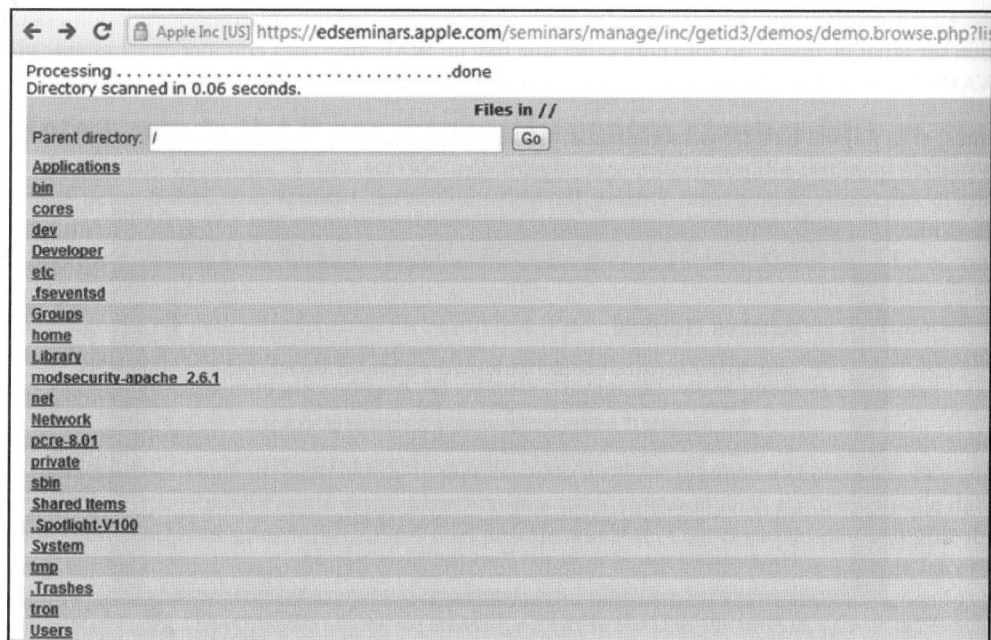 Apple Inc [US] https://edseminars.apple.com/seminars/manage/inc/getid3/demos/demo.browse.php?lis
Processing . . . . . . . . . . . . . . . . . . . . . . . . . . . . . . . . .done
Directory scanned in 0.06 seconds.
Files in //
Parent directory: / Go
Applications
bin
cores
dev
Developer
etc
.fseventsd
Groups
home
Library
modsecurity-apache_2.6.1
net
Network
pcre-8.01
private
sbin
Shared Items
.Spotlight-V100
System
tmp
.Trashes
tron
Users